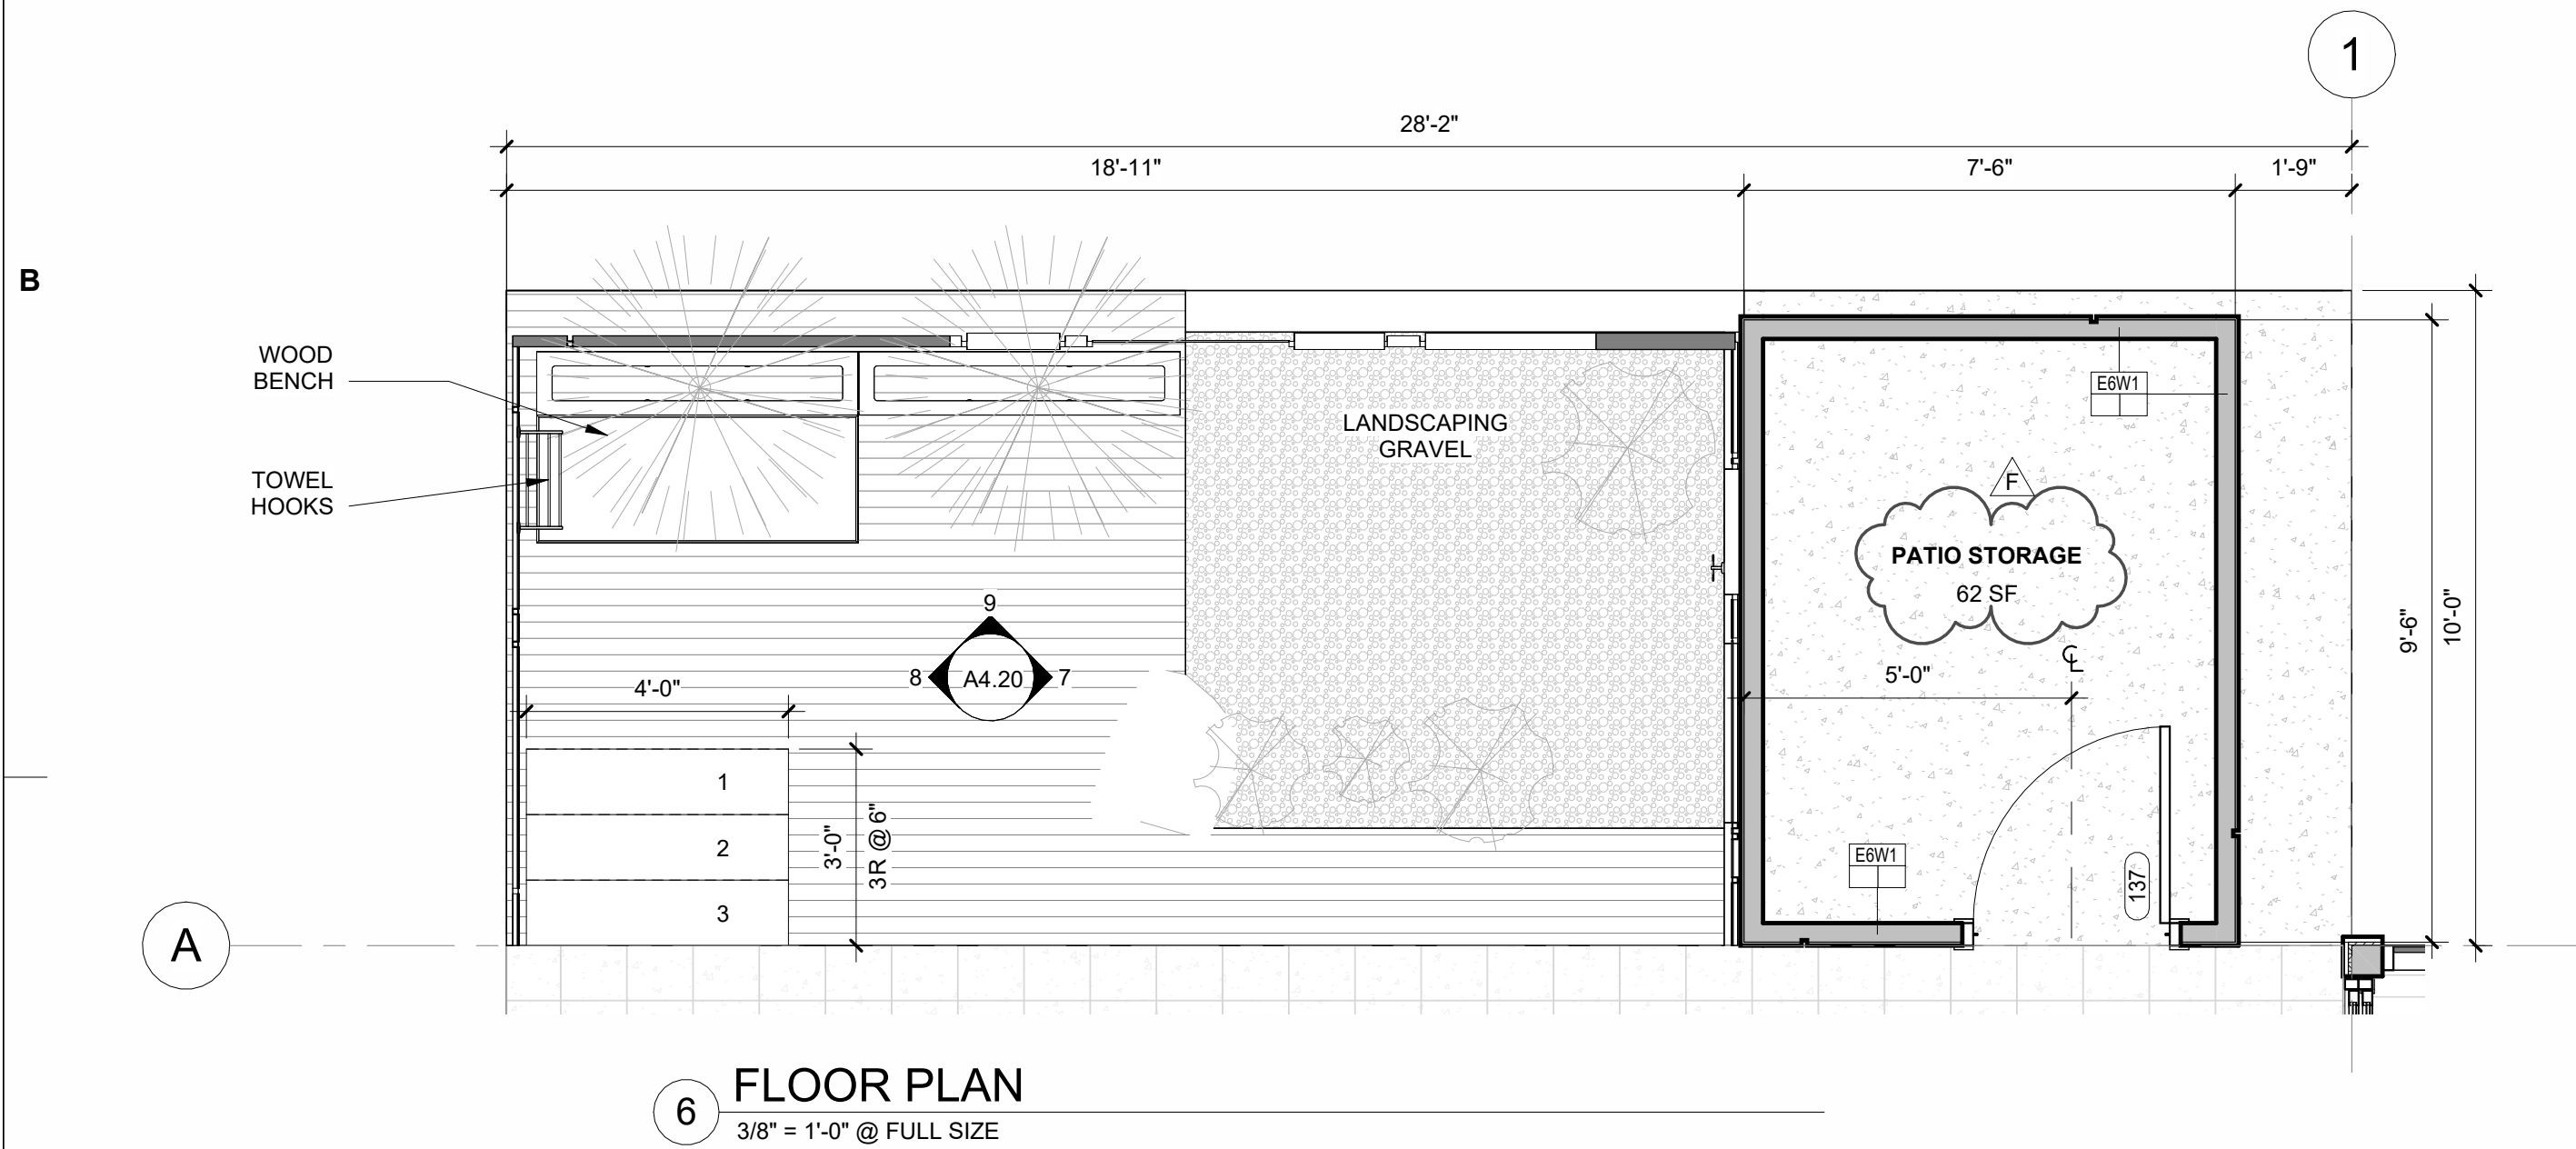 1
28'-2"
18'-11"
7'-6"
1'-9"
B
WOOD
BENCH
TOWEL
HOOKS
LANDSCAPING
GRAVEL
E6W1
F
PATIO STORAGE
62 SF
9'-6"
10'-0"
℄
5'-0"
9
8
A4.20
7
4'-0"
1
2
3
3'-0"
3R @ 6"
E6W1
137
A
6
FLOOR PLAN
3/8" = 1'-0" @ FULL SIZE